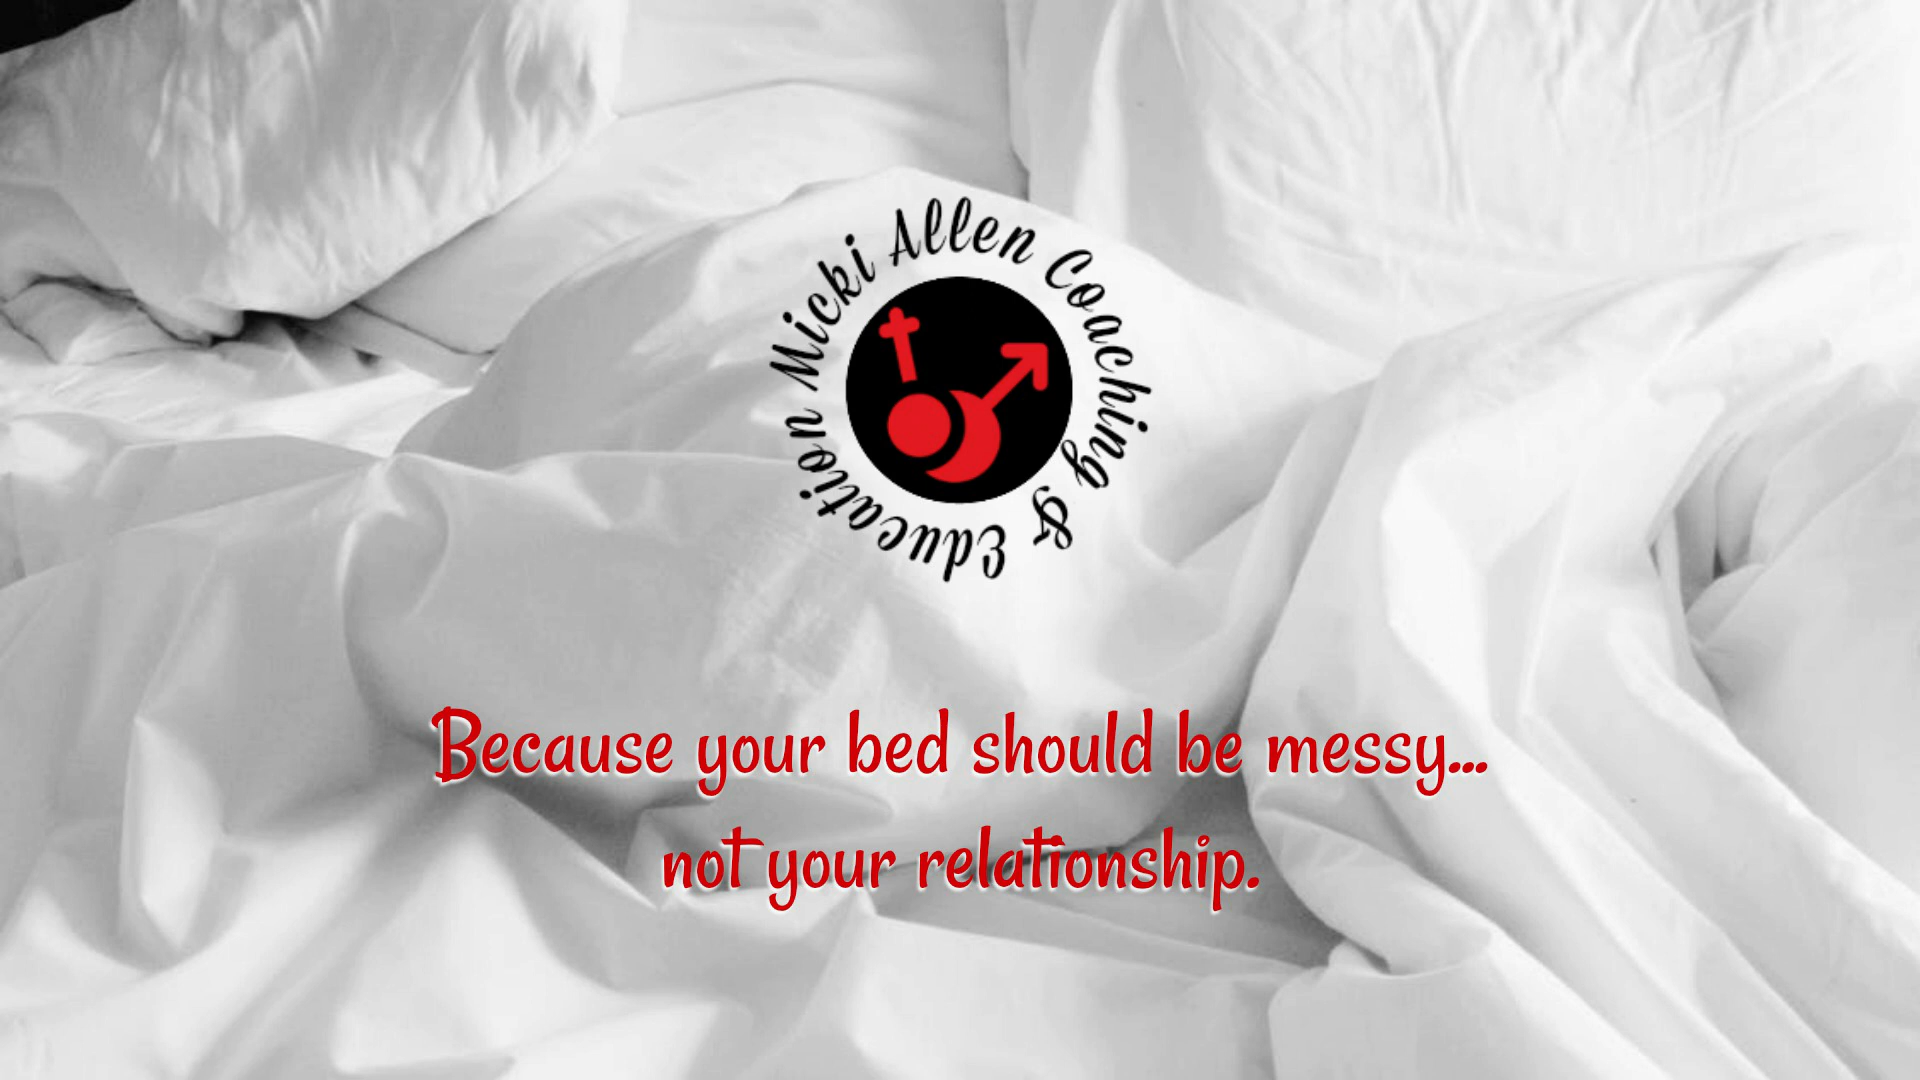 Micki Allen Coaching & Education
Because your bed should be messy...
not your relationship.